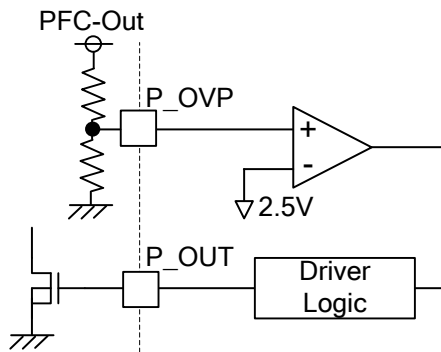 PFC-Out
P_OVP
+
-
2.5V
P_OUT
Driver
Logic